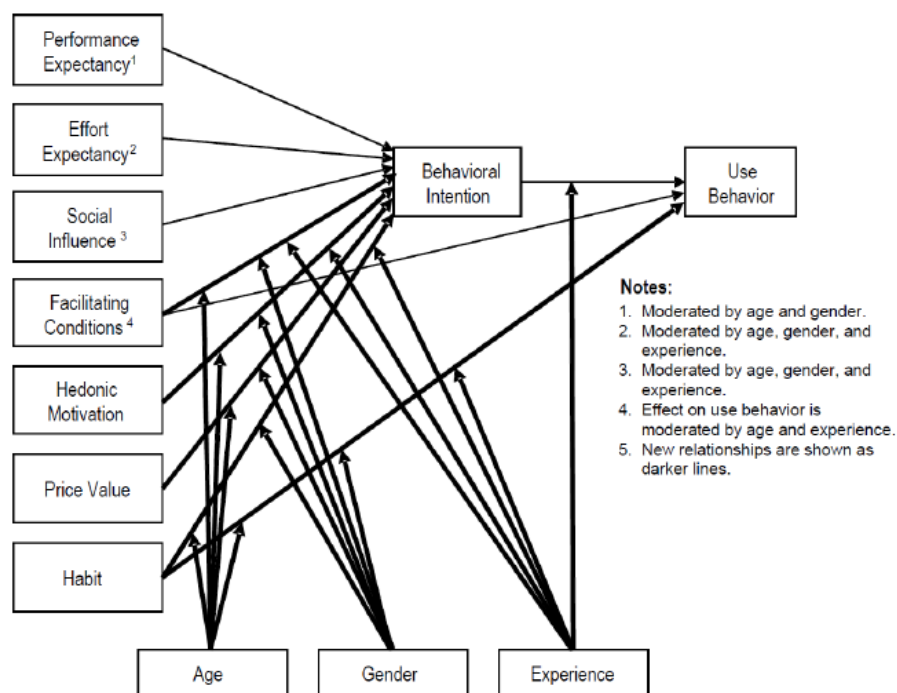 Performance
Expectancy1
Effort
Expectancy2
Social
Influence 3
Facilitating
Conditions 4
Hedonic
Motivation
Price Value
Habit
Behavioral
Intention
Use
Behavior
Notes:
1. Moderated by age and gender.
2. Moderated by age, gender, and
experience.
3. Moderated by age, gender, and
experience.
4. Effect on use behavior is
moderated by age and experience.
5. New relationships are shown as
darker lines.
Age
Gender
Experience